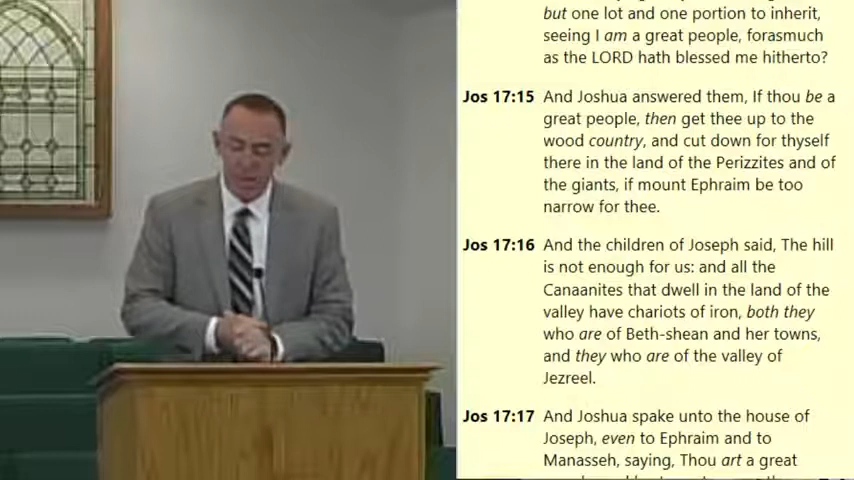 but one lot and one portion to inherit,
seeing I am a great people, forasmuch
as the LORD hath blessed me hitherto?
Jos 17:15 And Joshua answered them, If thou be a
great people, then get thee up to the
wood country, and cut down for thyself
there in the land of the Perizzites and of
the giants, if mount Ephraim be too
narrow for thee.
Jos 17:16 And the children of Joseph said, The hill
is not enough for us: and all the
Canaanites that dwell in the land of the
valley have chariots of iron, both they
who are of Beth-shean and her towns,
and they who are of the valley of
Jezreel.
Jos 17:17 And Joshua spake unto the house of
Joseph, even to Ephraim and to
Manasseh, saying, Thou art a great